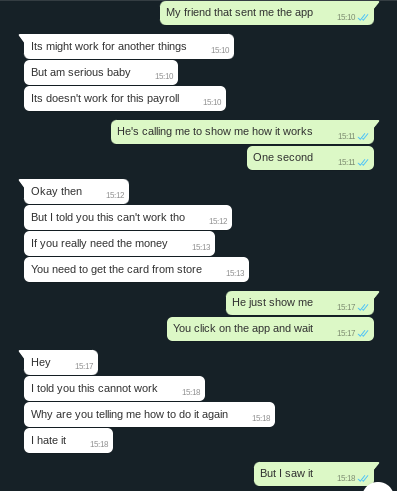 My friend that sent me the app
15:10
Its might work for another things
15:10
But am serious baby
15:10
Its doesn't work for this payroll
15:10
He's calling me to show me how it works
15:11
One second
15:11
Okay then
15:12
But I told you this can't work tho
15:12
If you really need the money
15:13
You need to get the card from store
15:13
He just show me
15:17
You click on the app and wait
15:17
Hey
15:17
I told you this cannot work
15:18
Why are you telling me how to do it again
15:18
I hate it
15:18
But I saw it
15:18